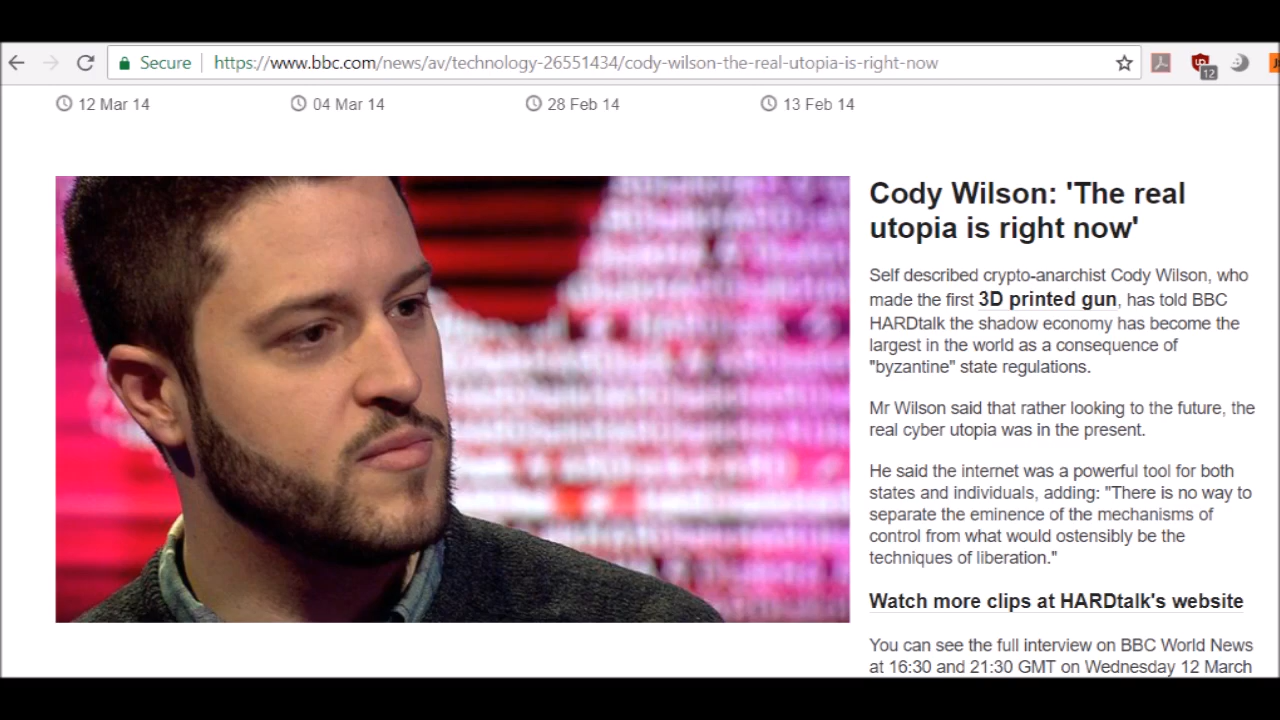 Secure https://www.bbc.com/news/av/technology-26551434/cody-wilson-the-real-utopia-is-right-now
12
12 Mar 14 04 Mar 14 28 Feb 14 13 Feb 14
Cody Wilson: 'The real
utopia is right now'
Self described crypto-anarchist Cody Wilson, who
made the first 3D printed gun, has told BBC
HARDtalk the shadow economy has become the
largest in the world as a consequence of
"byzantine" state regulations.
Mr Wilson said that rather looking to the future, the
real cyber utopia was in the present.
He said the internet was a powerful tool for both
states and individuals, adding: "There is no way to
separate the eminence of the mechanisms of
control from what would ostensibly be the
techniques of liberation."
Watch more clips at HARDtalk's website
You can see the full interview on BBC World News
at 16:30 and 21:30 GMT on Wednesday 12 March